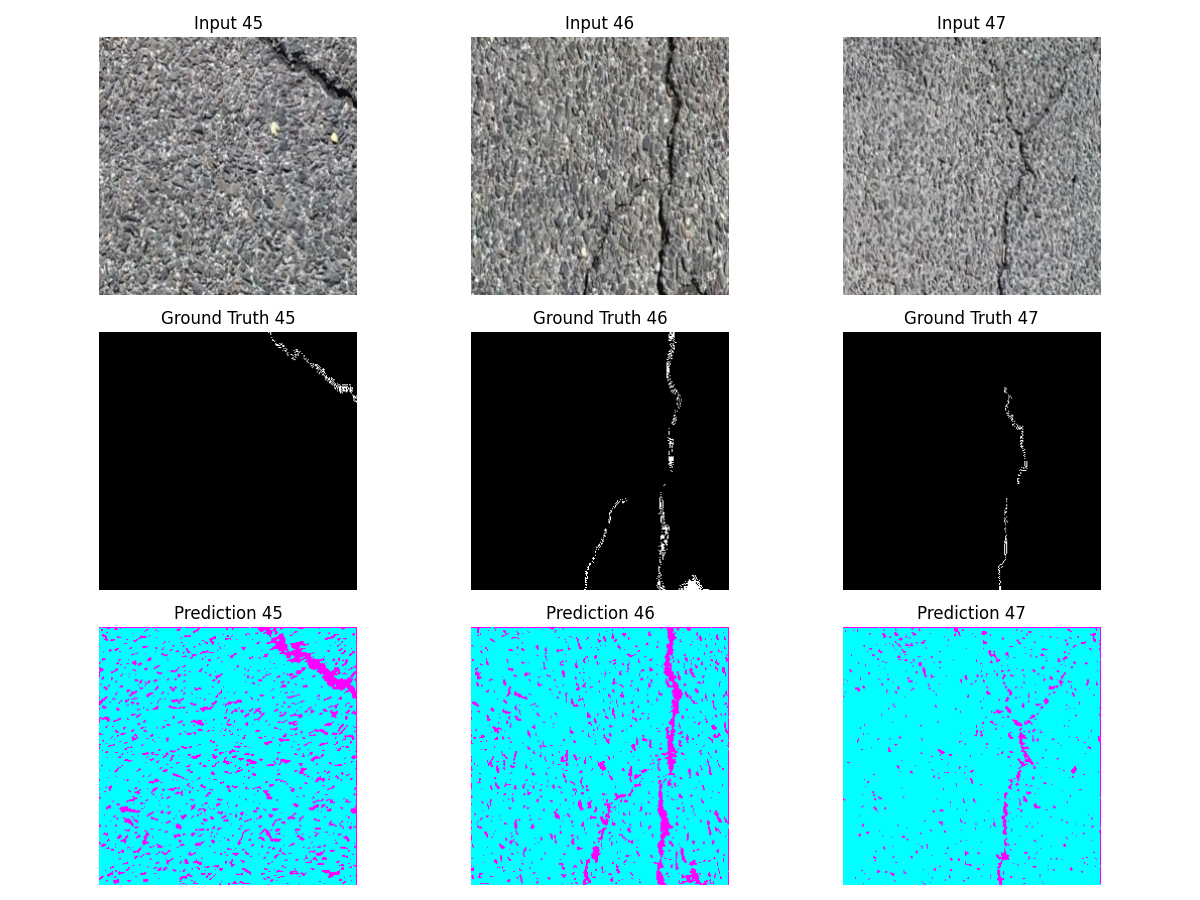 Input 45
Input 46
Input 47
Ground Truth 45
Ground Truth 46
Ground Truth 47
Prediction 45
Prediction 46
Prediction 47